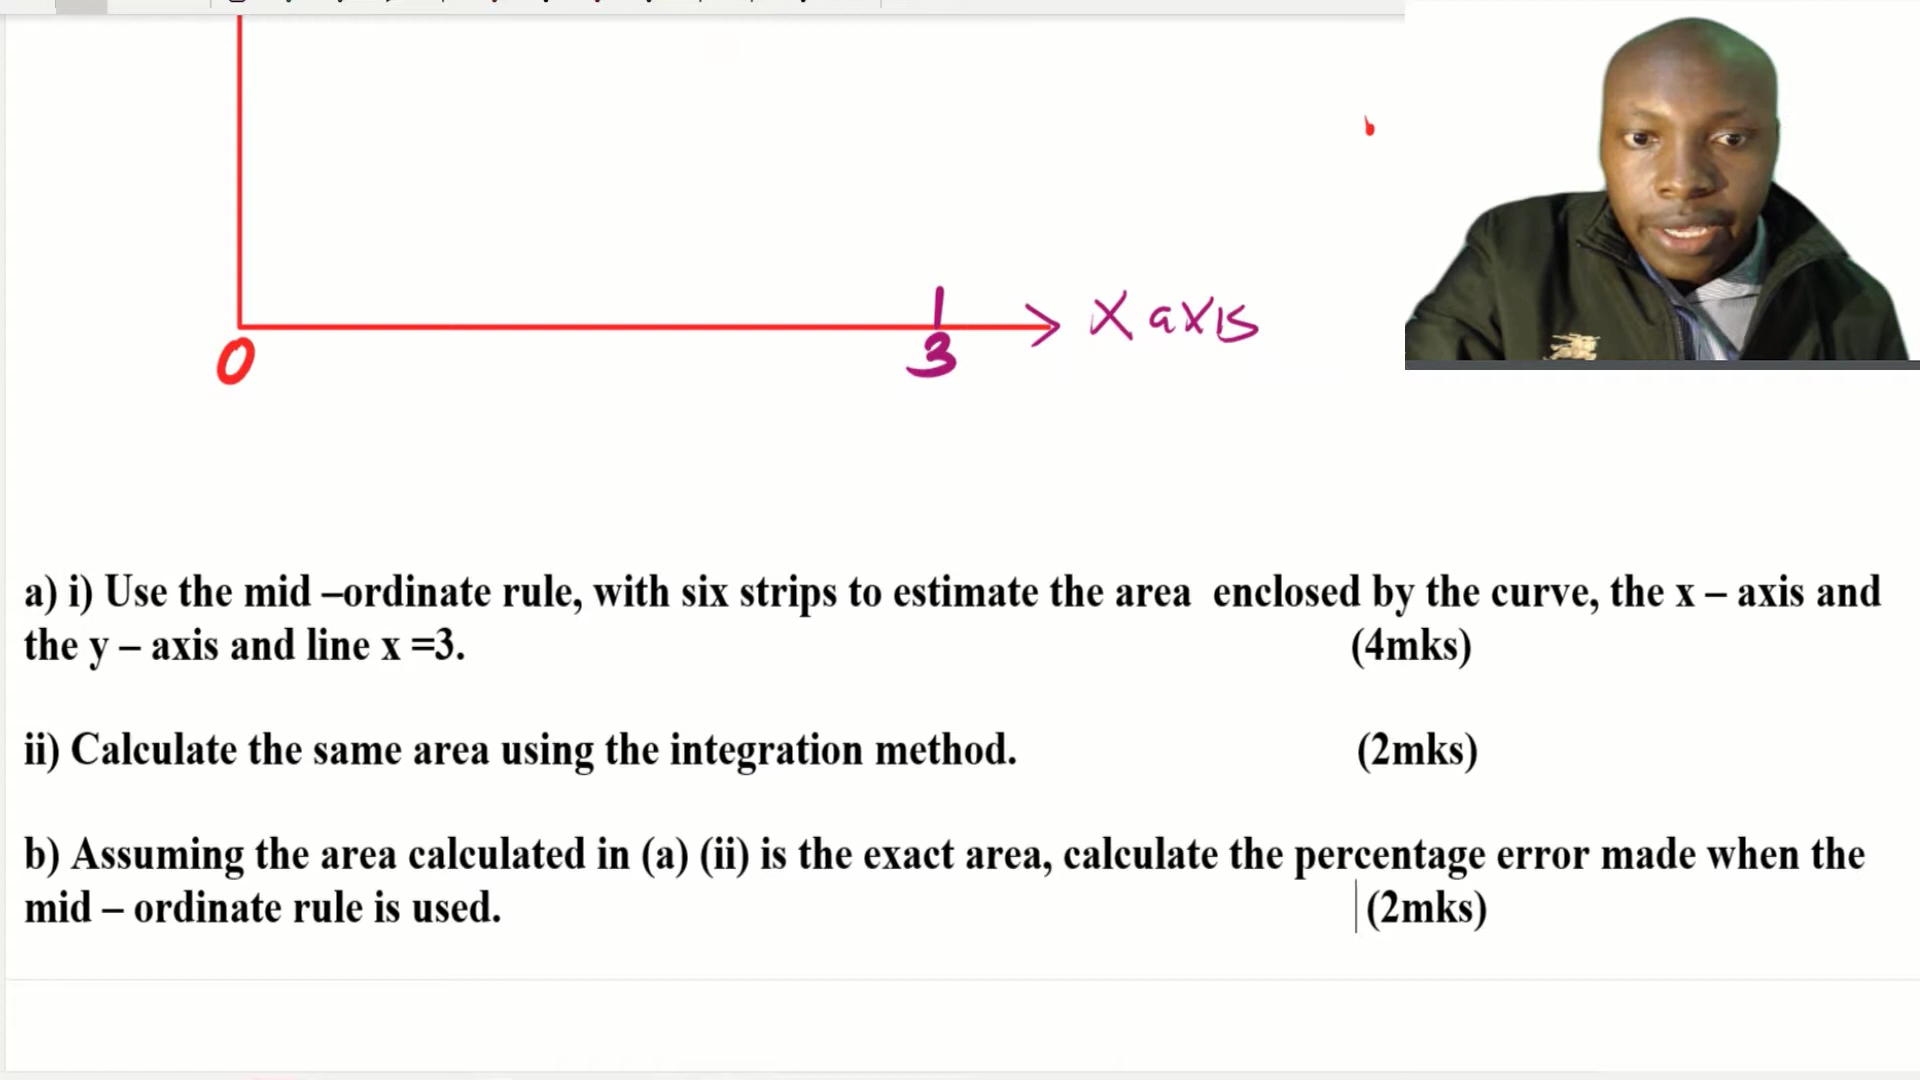 0
3
X axis
a) i) Use the mid –ordinate rule, with six strips to estimate the area enclosed by the curve, the x – axis and
the y – axis and line x =3. (4mks)
ii) Calculate the same area using the integration method. (2mks)
b) Assuming the area calculated in (a) (ii) is the exact area, calculate the percentage error made when the
mid – ordinate rule is used. (2mks)